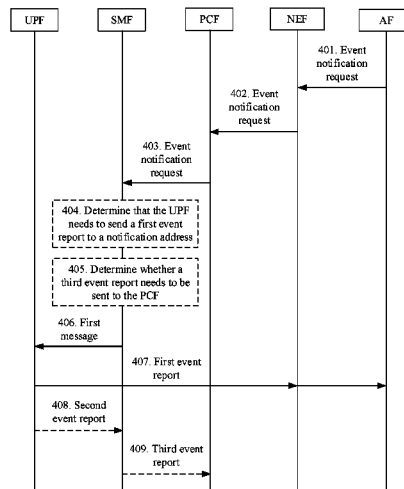 UPF SMF PCF NEF AF
401. Event
notification
request
402. Event
notification
request
403. Event
notification
request
404. Determine that the UPF
needs to send a first event
report to a notification address
405. Determine whether a
third event report needs to be
sent to the PCF
406. First
message
407. First event
report
408. Second
event report
409. Third event
report